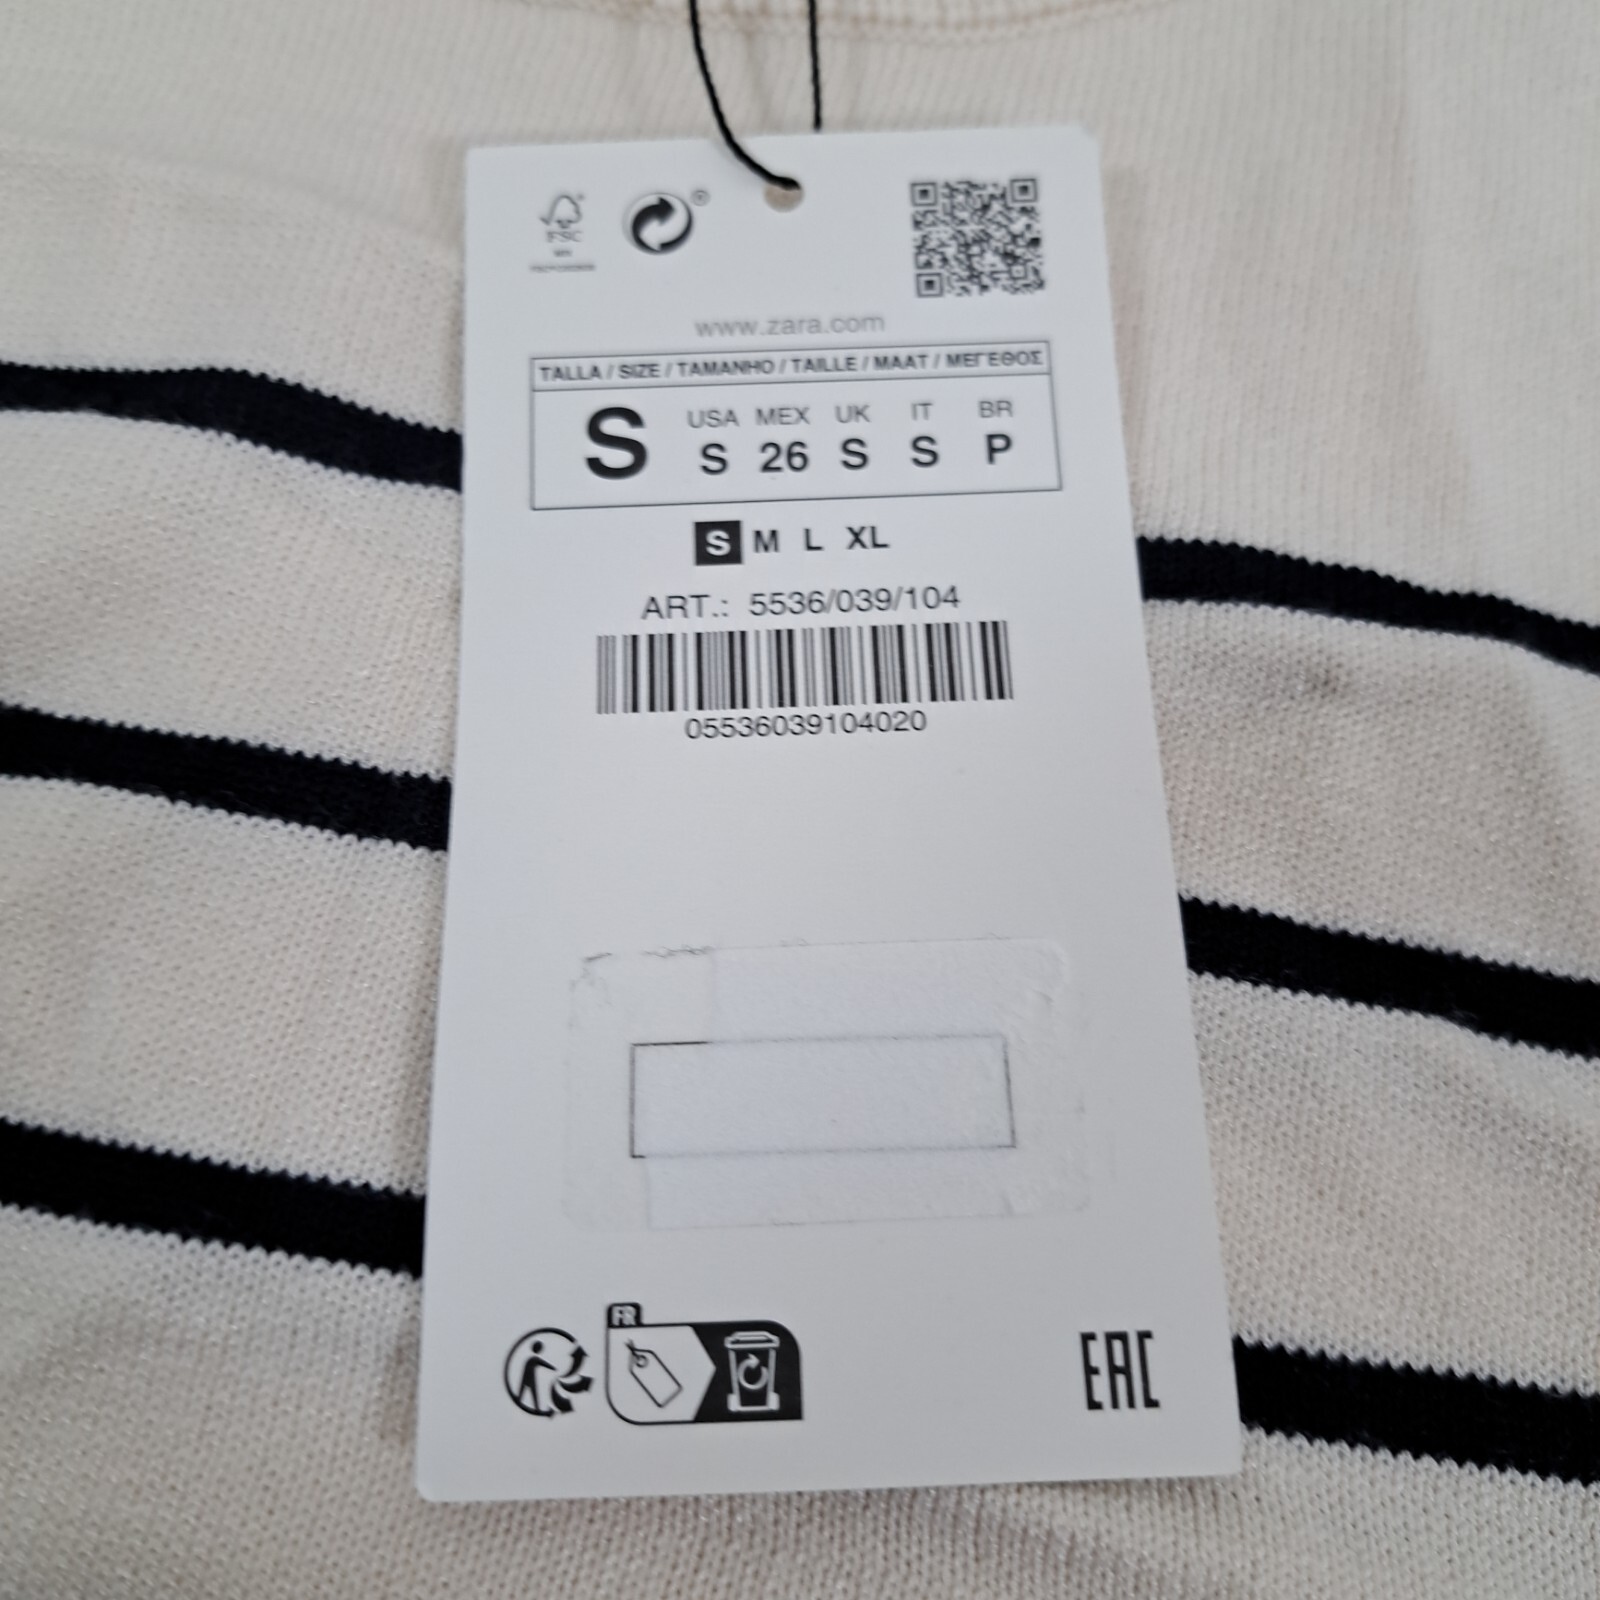 FSC
®
www.zara.com
TALLA / SIZE / TAMANHO / TAILLE / MAAT / ΜΕΓΕΘΟΣ
USA MEX UK IT BR
S S 26 S S P
S M L XL
ART.: 5536/039/104
05536039104020
FR
EAC